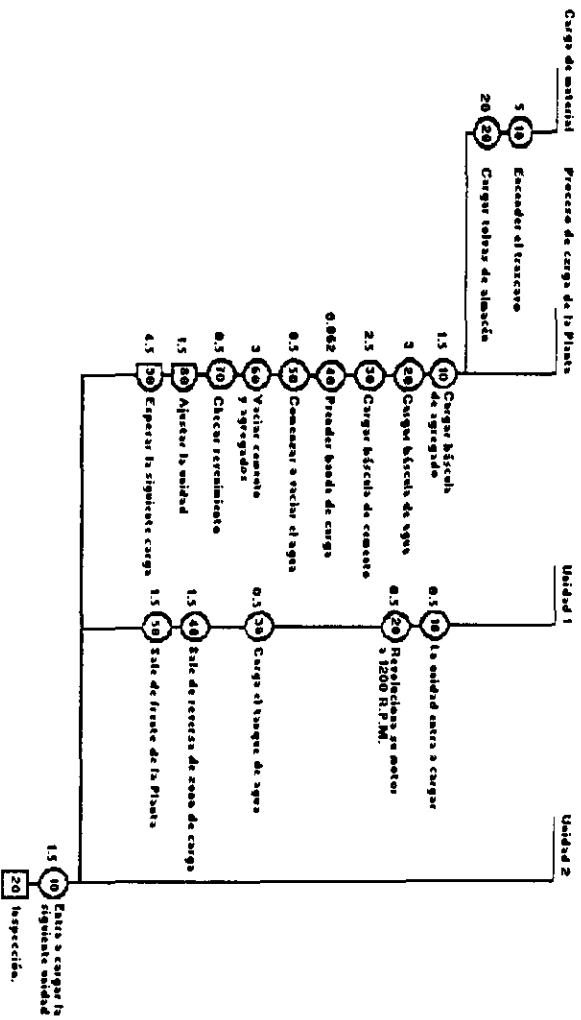 Carga de material
5 10 Encender el traxcavo
20 20 Cargar tolvas de almacén
Proceso de carga de la Planta
1.5 10 Cargar báscula
de agregado
3 20 Cargar báscula de agua
2.5 30 Cargar báscula de cemento
0.062 40 Prender banda de carga
0.5 50 Comenzar a vaciar el agua
3 60 Vaciar cemento
y agregados
0.5 70 Checar revenimiento
1.5 80 Ajustar la unidad
4.5 90 Esperar la siguiente carga
Unidad 1
0.5 10 La unidad entra a cargar
0.5 20 Revoluciona su motor
a 1200 R.P.M.
0.5 30 Carga el tanque de agua
1.5 40 Sale de reversa de zona de carga
1.5 50 Sale de frente de la Planta
Unidad 2
1.5 10 Entra a cargar la
siguiente unidad
20 Inspección.